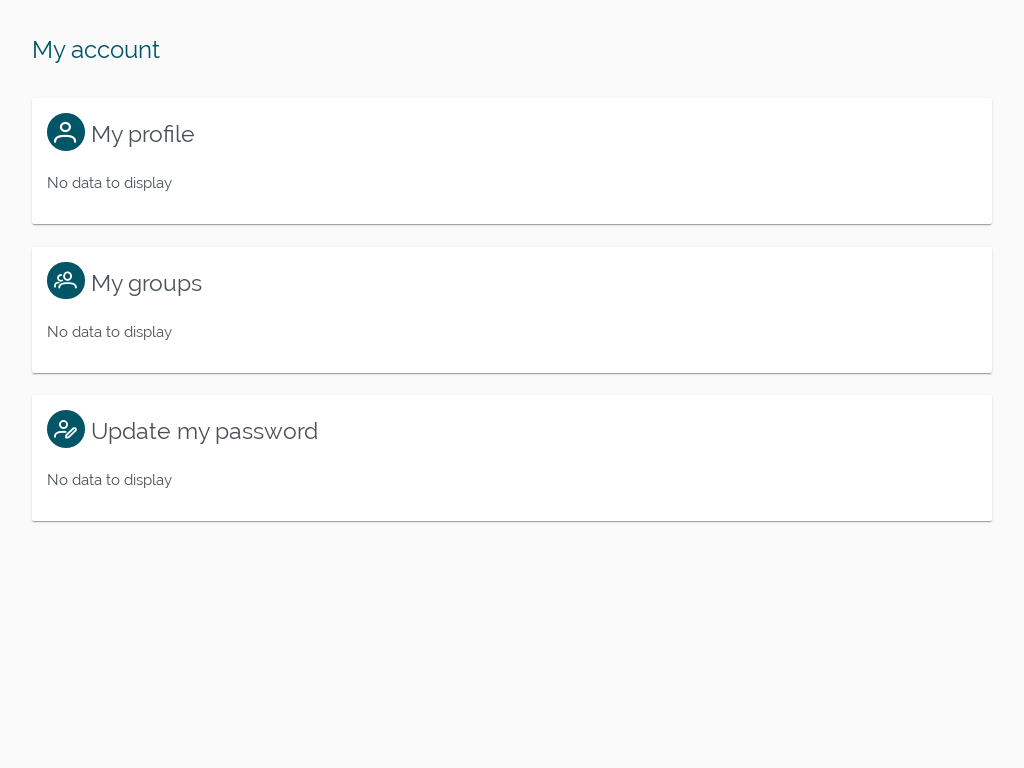 My account
My profile
No data to display
My groups
No data to display
Update my password
No data to display